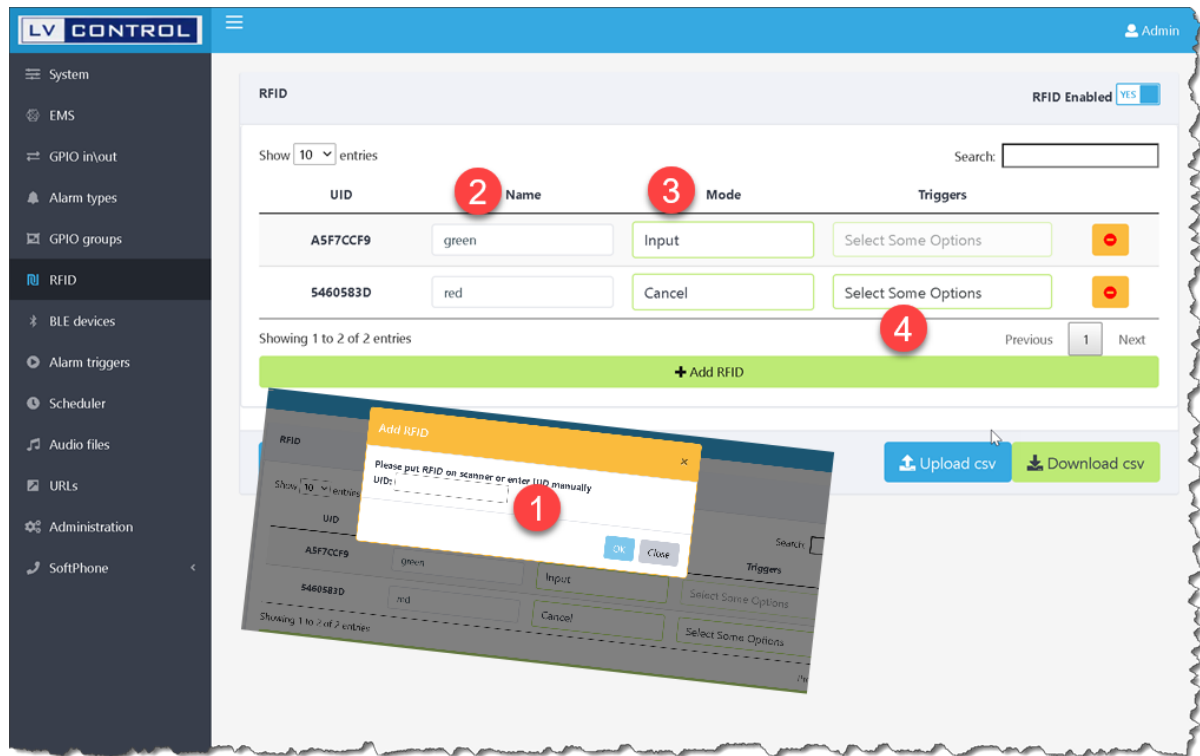 LV CONTROL
Admin
System
EMS
GPIO in\out
Alarm types
GPIO groups
RFID
BLE devices
Alarm triggers
Scheduler
Audio files
URLs
Administration
SoftPhone
RFID
RFID Enabled YES
Show 10 entries
Search:
UID 2 Name 3 Mode Triggers
A5F7CCF9 green Input Select Some Options
5460583D red Cancel Select Some Options
4
Showing 1 to 2 of 2 entries
Previous 1 Next
+ Add RFID
Upload csv Download csv
RFID
Show 10 entries
Search:
UID
Triggers
A5F7CCF9 green Input Select Some Options
5460583D red Cancel Select Some Options
Showing 1 to 2 of 2 entries
Add RFID
×
Please put RFID on scanner or enter UID manually
UID:
1
OK Close